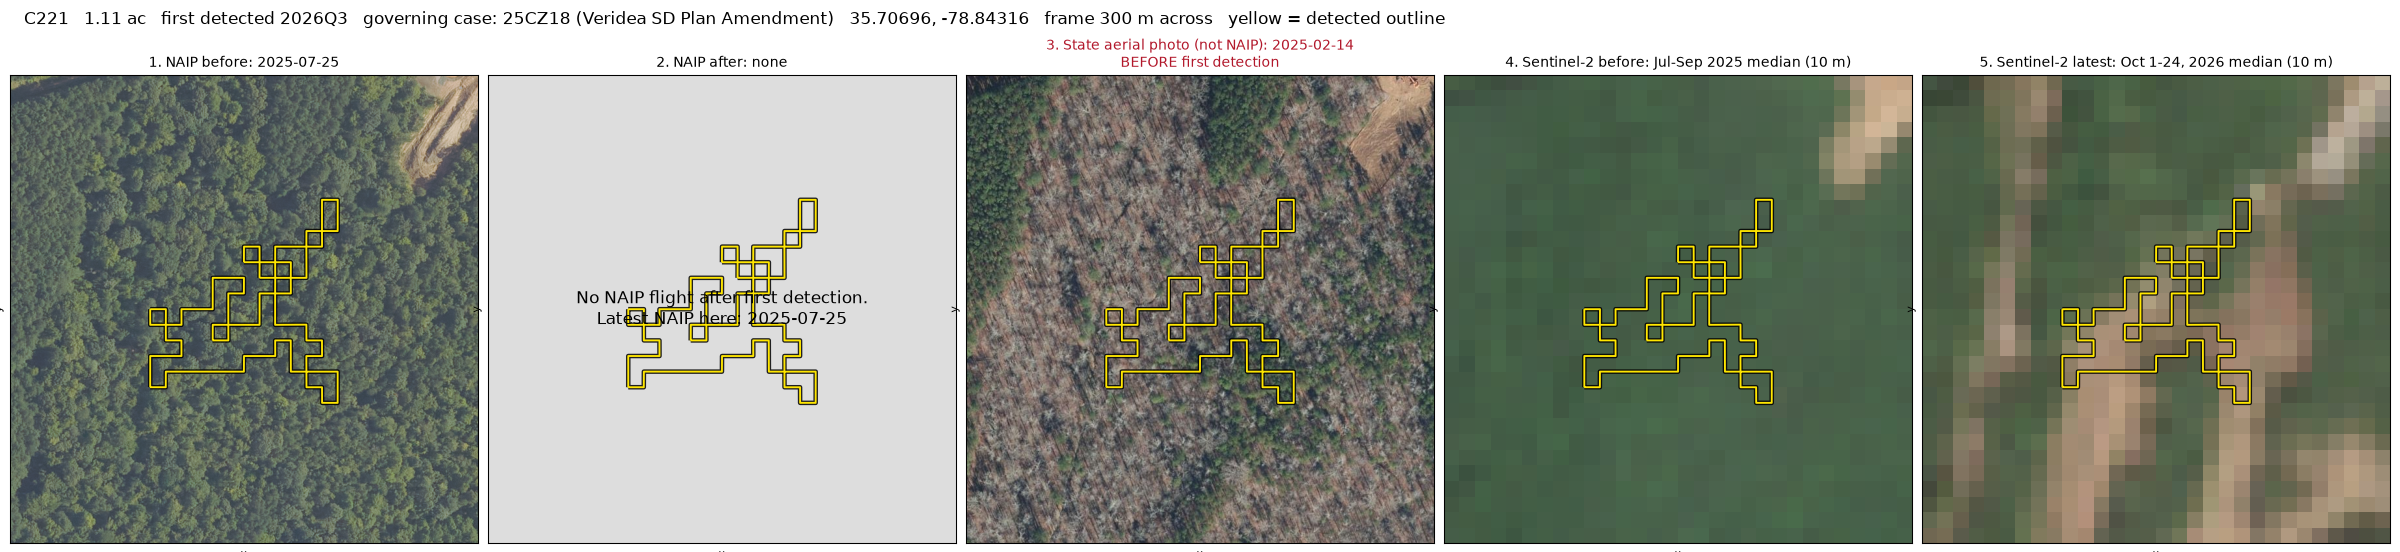 C221   1.11 ac   first detected 2026Q3   governing case: 25CZ18 (Veridea SD Plan Amendment)   35.70696, -78.84316   frame 300 m across   yellow = detected outline
1. NAIP before: 2025-07-25
2. NAIP after: none
3. State aerial photo (not NAIP): 2025-02-14
BEFORE first detection
4. Sentinel-2 before: Jul-Sep 2025 median (10 m)
5. Sentinel-2 latest: Oct 1-24, 2026 median (10 m)
No NAIP flight after first detection.
Latest NAIP here: 2025-07-25